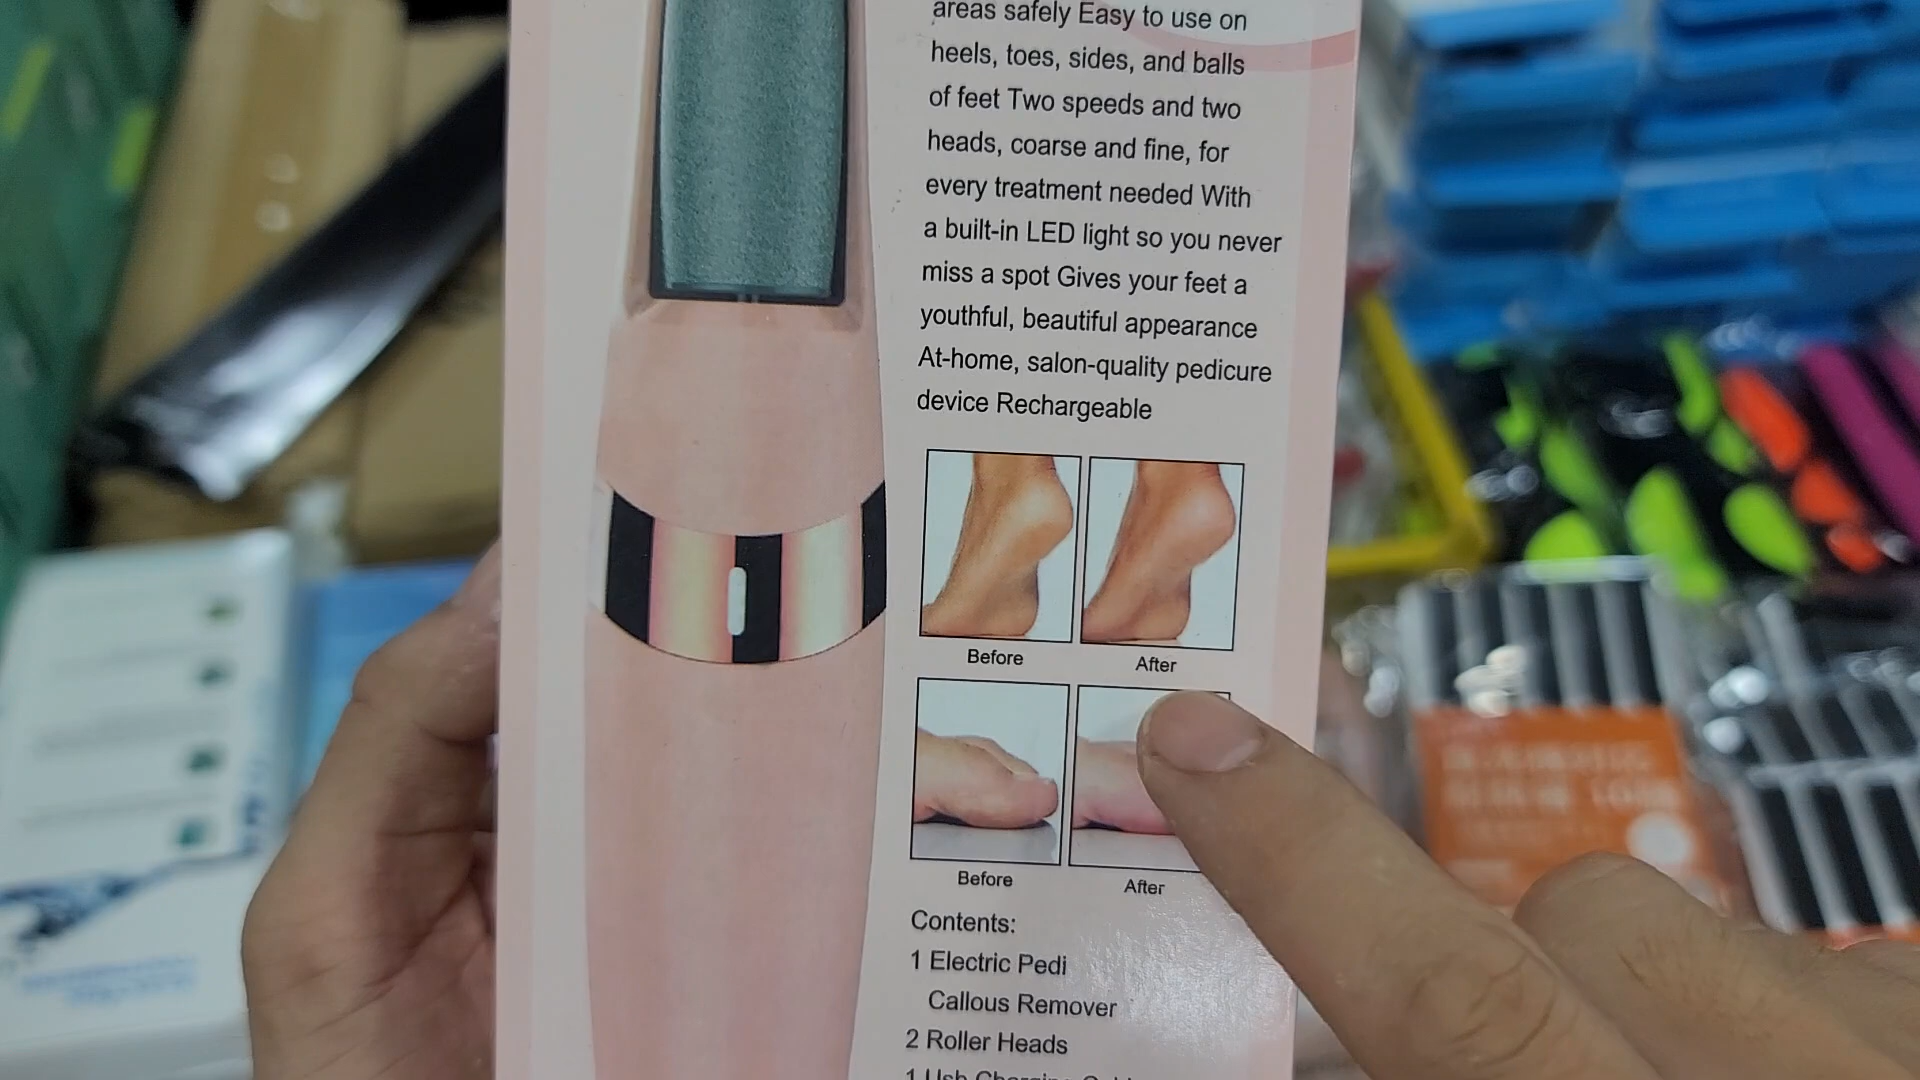 areas safely Easy to use on
heels, toes, sides, and balls
of feet Two speeds and two
heads, coarse and fine, for
every treatment needed With
a built-in LED light so you never
miss a spot Gives your feet a
youthful, beautiful appearance
At-home, salon-quality pedicure
device Rechargeable
Before
After
Before
After
Contents:
1 Electric Pedi
Callous Remover
2 Roller Heads
1 Usb Charging